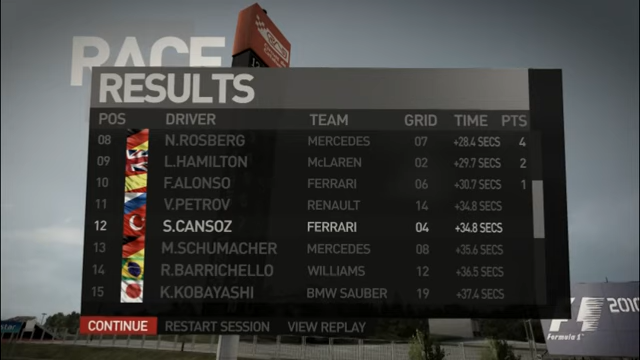 RACE
RESULTS
POS DRIVER TEAM GRID TIME PTS
08 N.ROSBERG MERCEDES 07 +28.4 SECS 4
09 L.HAMILTON McLAREN 02 +29.7 SECS 2
10 F.ALONSO FERRARI 06 +30.7 SECS 1
11 V.PETROV RENAULT 14 +34.8 SECS
12 S.CANSOZ FERRARI 04 +34.8 SECS
13 M.SCHUMACHER MERCEDES 08 +35.6 SECS
14 R.BARRICHELLO WILLIAMS 12 +36.5 SECS
15 K.KOBAYASHI BMW SAUBER 19 +37.4 SECS
CONTINUE RESTART SESSION VIEW REPLAY
F1 2010
Formula 1